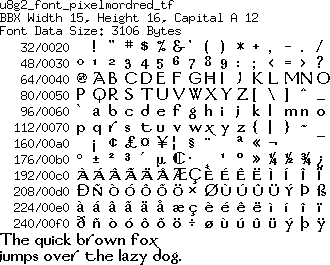 u8g2_font_pixelmordred_tf
BBX Width 15, Height 16, Capital A 12
Font Data Size: 3106 Bytes
32/0020 ! " # $ % & ' ( ) * + , - . /
48/0030 0 1 2 3 4 5 6 7 8 9 : ; < = > ?
64/0040 @ A B C D E F G H I J K L M N O
80/0050 P Q R S T U V W X Y Z [ \ ] ^ _
96/0060 ` a b c d e f g h i j k l m n o
112/0070 p q r s t u v w x y z { | } ~
160/00a0 ¡ ¢ £ ¤ ¥ ¦ § ¨ ª « ¬
176/00b0 ° ± ² ³ ´ µ ¶ · ¹ º » ¼ ½ ¾ ¿
192/00c0 À Á Â Ã Ä Å Æ Ç È É Ê Ë Ì Í Î Ï
208/00d0 Ð Ñ Ò Ó Ô Õ Ö × Ø Ù Ú Û Ü Ý Þ ß
224/00e0 à á â ã ä å æ ç è é ê ë ì í î ï
240/00f0 ð ñ ò ó ô õ ö ÷ ø ù ú û ü ý þ ÿ
The quick brown fox
jumps over the lazy dog.